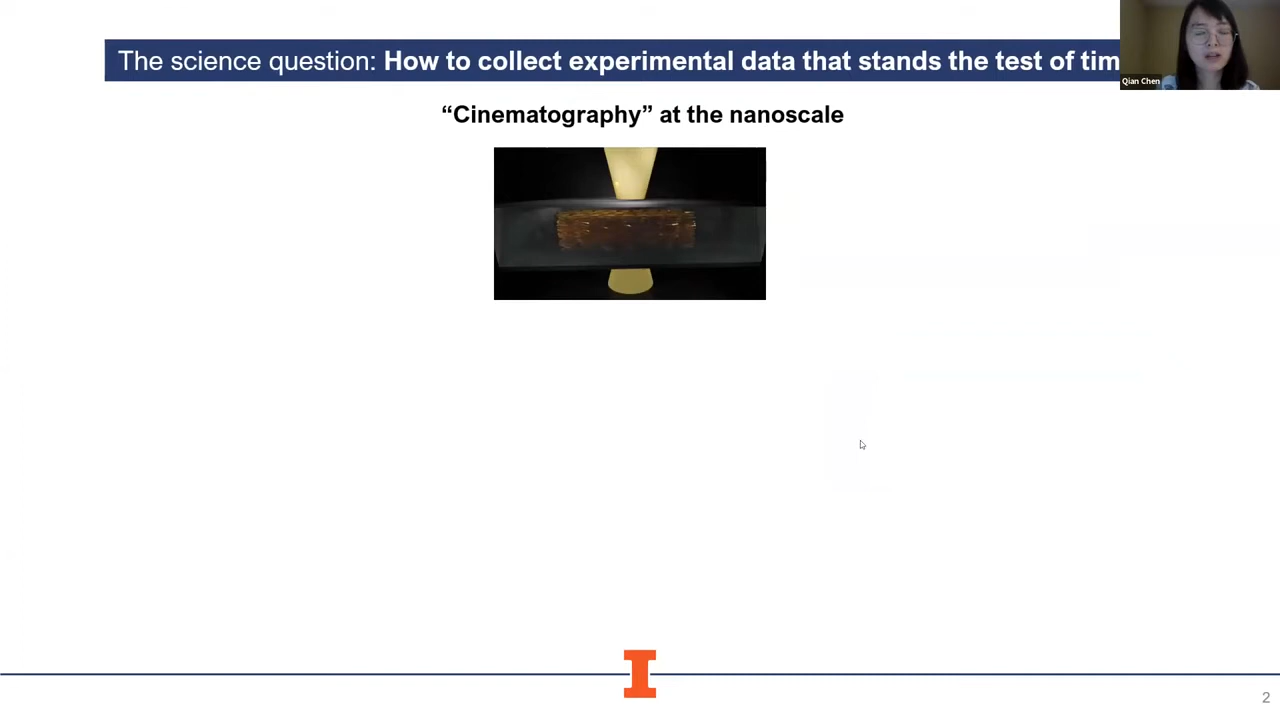 The science question: How to collect experimental data that stands the test of tim
Qian Chen
“Cinematography” at the nanoscale
I
2